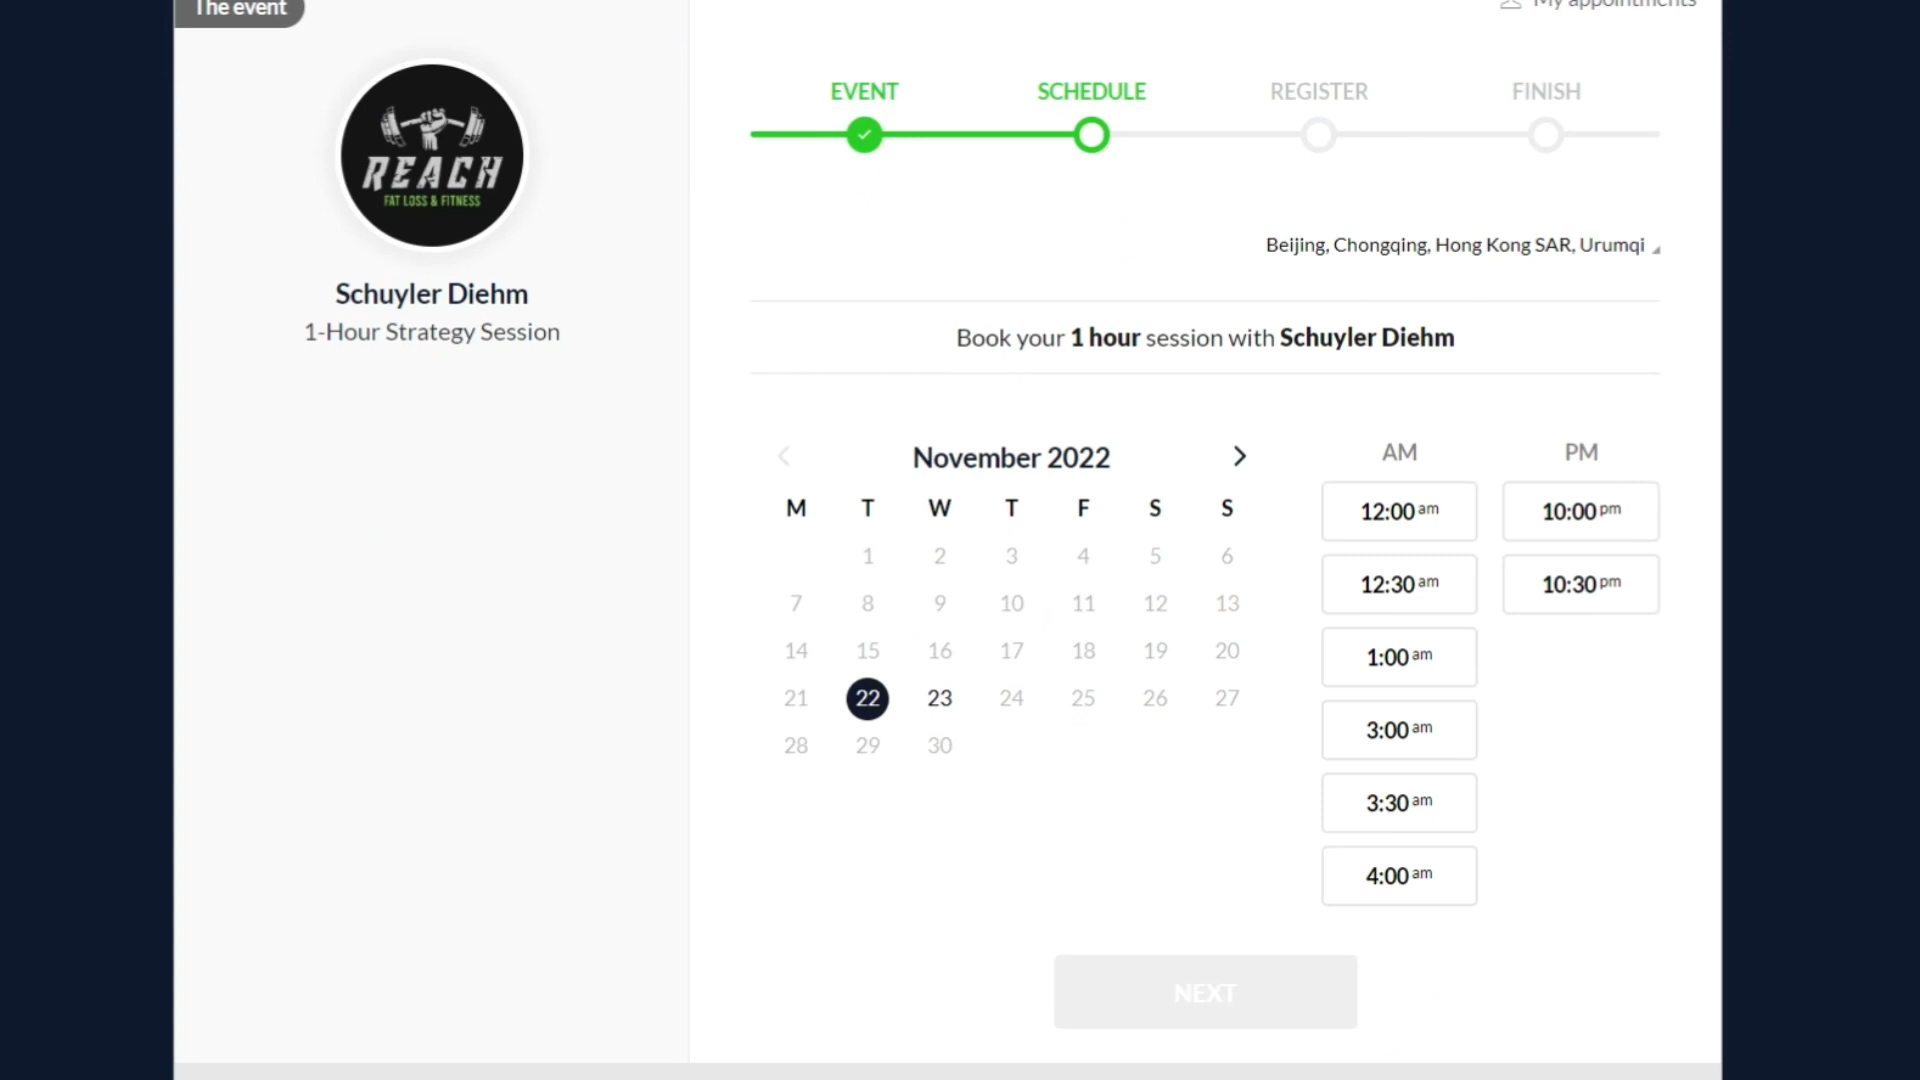 The event
My appointments
REACH
FAT LOSS & FITNESS
Schuyler Diehm
1-Hour Strategy Session
EVENT SCHEDULE REGISTER FINISH
Beijing, Chongqing, Hong Kong SAR, Urumqi
Book your 1 hour session with Schuyler Diehm
November 2022
M T W T F S S
1 2 3 4 5 6
7 8 9 10 11 12 13
14 15 16 17 18 19 20
21 22 23 24 25 26 27
28 29 30
AM
12:00 am
12:30 am
1:00 am
3:00 am
3:30 am
4:00 am
PM
10:00 pm
10:30 pm
NEXT